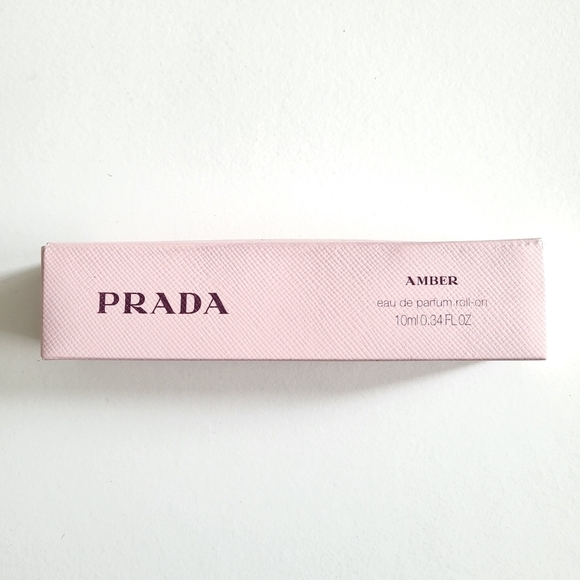 PRADA
AMBER
eau de parfum roll-on
10ml 0.34 FL OZ